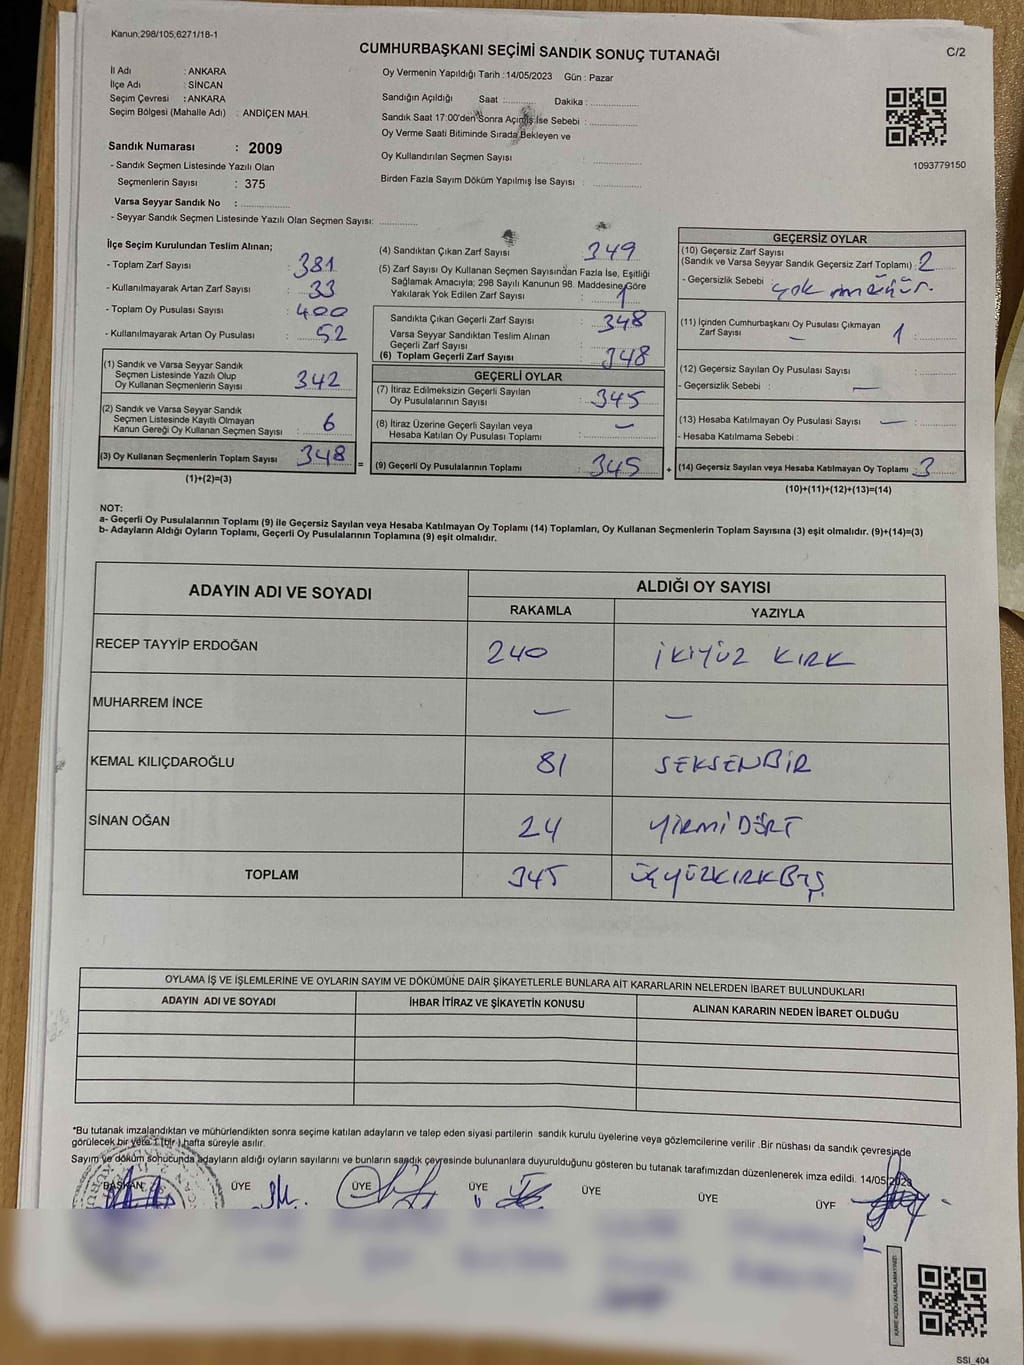 Kanun;298/105,6271/18-1
CUMHURBAŞKANI SEÇİMİ SANDIK SONUÇ TUTANAĞI
C/2
İl Adı : ANKARA
İlçe Adı : SİNCAN
Seçim Çevresi : ANKARA
Seçim Bölgesi (Mahalle Adı) : ANDİÇEN MAH.
Oy Vermenin Yapıldığı Tarih : 14/05/2023 Gün : Pazar
Sandığın Açıldığı Saat :.......... Dakika : ..............
Sandık Saat 17:00'den Sonra Açılmış İse Sebebi : ..............
Oy Verme Saati Bitiminde Sırada Bekleyen ve
Oy Kullandırılan Seçmen Sayısı : ..............
Birden Fazla Sayım Döküm Yapılmış İse Sayısı : ..............
1093779150
Sandık Numarası : 2009
- Sandık Seçmen Listesinde Yazılı Olan
Seçmenlerin Sayısı : 375
Varsa Seyyar Sandık No : ..............
- Seyyar Sandık Seçmen Listesinde Yazılı Olan Seçmen Sayısı: ..............
İlçe Seçim Kurulundan Teslim Alınan;
- Toplam Zarf Sayısı : 381
- Kullanılmayarak Artan Zarf Sayısı : 33
- Toplam Oy Pusulası Sayısı : 400
- Kullanılmayarak Artan Oy Pusulası : 52
(1) Sandık ve Varsa Seyyar Sandık
Seçmen Listesinde Yazılı Olup
Oy Kullanan Seçmenlerin Sayısı : 342
(2) Sandık ve Varsa Seyyar Sandık
Seçmen Listesinde Kayıtlı Olmayan
Kanun Gereği Oy Kullanan Seçmen Sayısı : 6
(3) Oy Kullanan Seçmenlerin Toplam Sayısı : 348 =
(1)+(2)=(3)
(4) Sandıktan Çıkan Zarf Sayısı : 349
(5) Zarf Sayısı Oy Kullanan Seçmen Sayısından Fazla İse, Eşitliği
Sağlamak Amacıyla; 298 Sayılı Kanunun 98. Maddesine Göre
Yakılarak Yok Edilen Zarf Sayısı : 1
Sandıkta Çıkan Geçerli Zarf Sayısı : 348
Varsa Seyyar Sandıktan Teslim Alınan
Geçerli Zarf Sayısı
(6) Toplam Geçerli Zarf Sayısı : 348
GEÇERLİ OYLAR
(7) İtiraz Edilmeksizin Geçerli Sayılan
Oy Pusulalarının Sayısı : 345
(8) İtiraz Üzerine Geçerli Sayılan veya
Hesaba Katılan Oy Pusulası Toplamı : –
(9) Geçerli Oy Pusulalarının Toplamı : 345 +
GEÇERSİZ OYLAR
(10) Geçersiz Zarf Sayısı
(Sandık ve Varsa Seyyar Sandık Geçersiz Zarf Toplamı) : 2
- Geçersizlik Sebebi : Çok mühür.
(11) İçinden Cumhurbaşkanı Oy Pusulası Çıkmayan
Zarf Sayısı – 1 :
(12) Geçersiz Sayılan Oy Pusulası Sayısı :
- Geçersizlik Sebebi : –
(13) Hesaba Katılmayan Oy Pusulası Sayısı – :
- Hesaba Katılmama Sebebi :
(14) Geçersiz Sayılan veya Hesaba Katılmayan Oy Toplamı : 3
(10)+(11)+(12)+(13)=(14)
NOT:
a- Geçerli Oy Pusulalarının Toplamı (9) ile Geçersiz Sayılan veya Hesaba Katılmayan Oy Toplamı (14) Toplamları, Oy Kullanan Seçmenlerin Toplam Sayısına (3) eşit olmalıdır. (9)+(14)=(3)
b- Adayların Aldığı Oyların Toplamı, Geçerli Oy Pusulalarının Toplamına (9) eşit olmalıdır.
ADAYIN ADI VE SOYADI ALDIĞI OY SAYISI
RAKAMLA YAZIYLA
RECEP TAYYİP ERDOĞAN 240 İKİYÜZ KIRK
MUHARREM İNCE – –
KEMAL KILIÇDAROĞLU 81 SEKSENBİR
SİNAN OĞAN 24 YİRMİDÖRT
TOPLAM 345 ÜÇYÜZKIRKBEŞ
OYLAMA İŞ VE İŞLEMLERİNE VE OYLARIN SAYIM VE DÖKÜMÜNE DAİR ŞİKAYETLERLE BUNLARA AİT KARARLARIN NELERDEN İBARET BULUNDUKLARI
ADAYIN ADI VE SOYADI İHBAR İTİRAZ VE ŞİKAYETİN KONUSU ALINAN KARARIN NEDEN İBARET OLDUĞU
*Bu tutanak imzalandıktan ve mühürlendikten sonra seçime katılan adayların ve talep eden siyasi partilerin sandık kurulu üyelerine veya gözlemcilerine verilir .Bir nüshası da sandık çevresinde
görülecek bir yere 1 (bir ) hafta süreyle asılır.
Sayım ve döküm sonucunda adayların aldığı oyların sayılarını ve bunların sandık çevresinde bulunanlara duyurulduğunu gösteren bu tutanak tarafımızdan düzenlenerek imza edildi. 14/05/2023
BAŞKAN ÜYE ÜYE ÜYE ÜYE ÜYE ÜYE
SSI_404